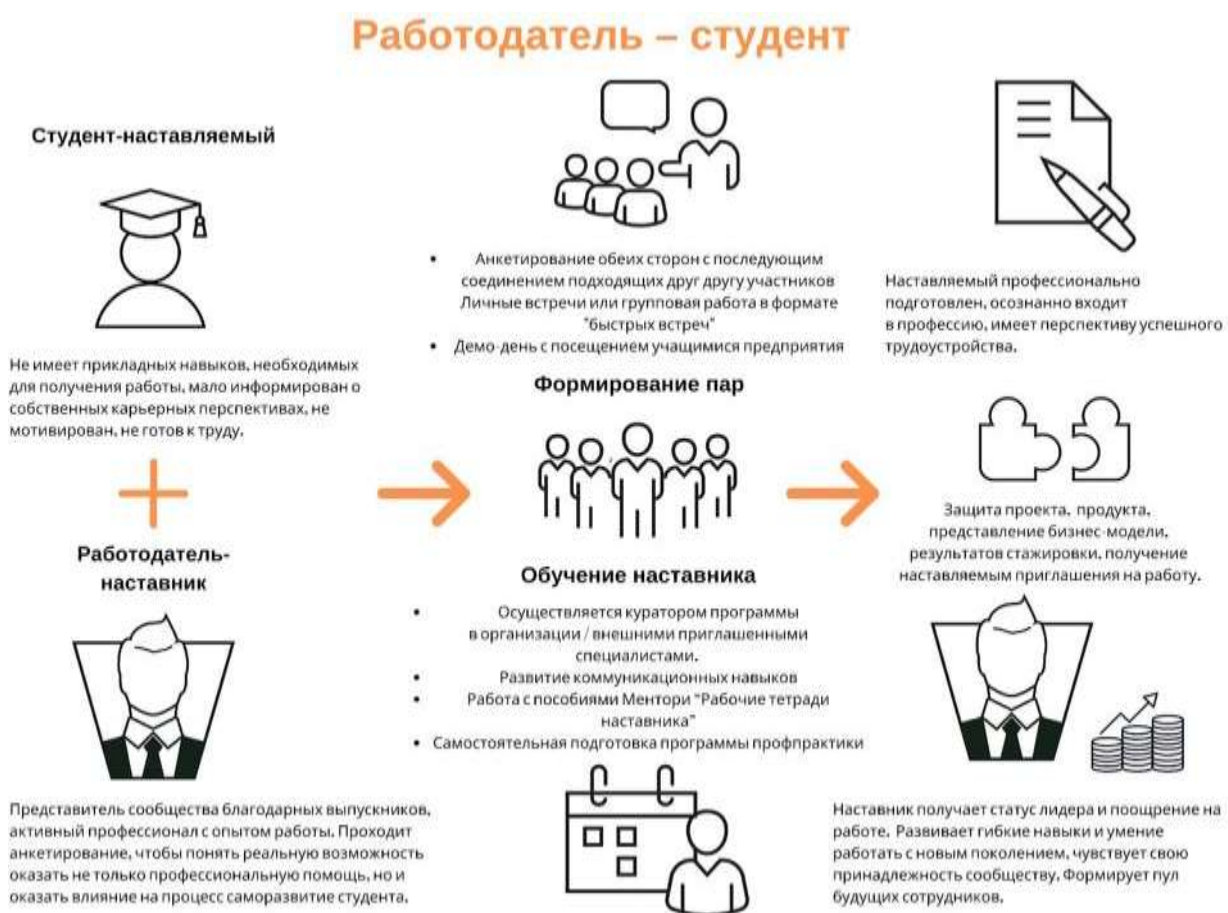 Работодатель – студент
Студент-наставляемый
Не имеет прикладных навыков, необходимых
для получения работы, мало информирован о
собственных карьерных перспективах, не
мотивирован, не готов к труду.
Работодатель-
наставник
Представитель сообщества благодарных выпускников,
активный профессионал с опытом работы. Проходит
анкетирование, чтобы понять реальную возможность
оказать не только профессиональную помощь, но и
оказать влияние на процесс саморазвитие студента.
• Анкетирование обеих сторон с последующим
соединением подходящих друг другу участников
Личные встречи или групповая работа в формате
"быстрых встреч"
• Демо-день с посещением учащимися предприятия
Формирование пар
Обучение наставника
• Осуществляется куратором программы
в организации / внешними приглашенными
специалистами.
• Развитие коммуникационных навыков
• Работа с пособиями Ментори "Рабочие тетради
наставника"
• Самостоятельная подготовка программы профпрактики
Наставляемый профессионально
подготовлен, осознанно входит
в профессию, имеет перспективу успешного
трудоустройства.
Защита проекта, продукта,
представление бизнес-модели,
результатов стажировки, получение
наставляемым приглашения на работу.
Наставник получает статус лидера и поощрение на
работе. Развивает гибкие навыки и умение
работать с новым поколением, чувствует свою
принадлежность сообществу. Формирует пул
будущих сотрудников.